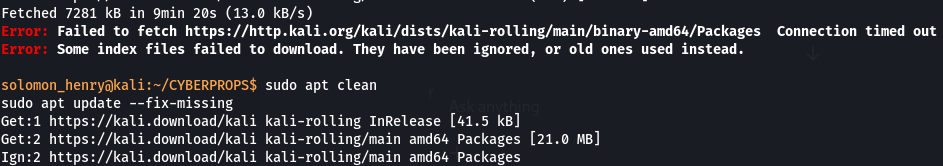 Fetched 7281 kB in 9min 20s (13.0 kB/s)
Error: Failed to fetch https://http.kali.org/kali/dists/kali-rolling/main/binary-amd64/Packages  Connection timed out
Error: Some index files failed to download. They have been ignored, or old ones used instead.
solomon_henry@kali:~/CYBERPROPS$ sudo apt clean
sudo apt update --fix-missing
Ask anything
Get:1 https://kali.download/kali kali-rolling InRelease [41.5 kB]
Get:2 https://kali.download/kali kali-rolling/main amd64 Packages [21.0 MB]
Ign:2 https://kali.download/kali kali-rolling/main amd64 Packages